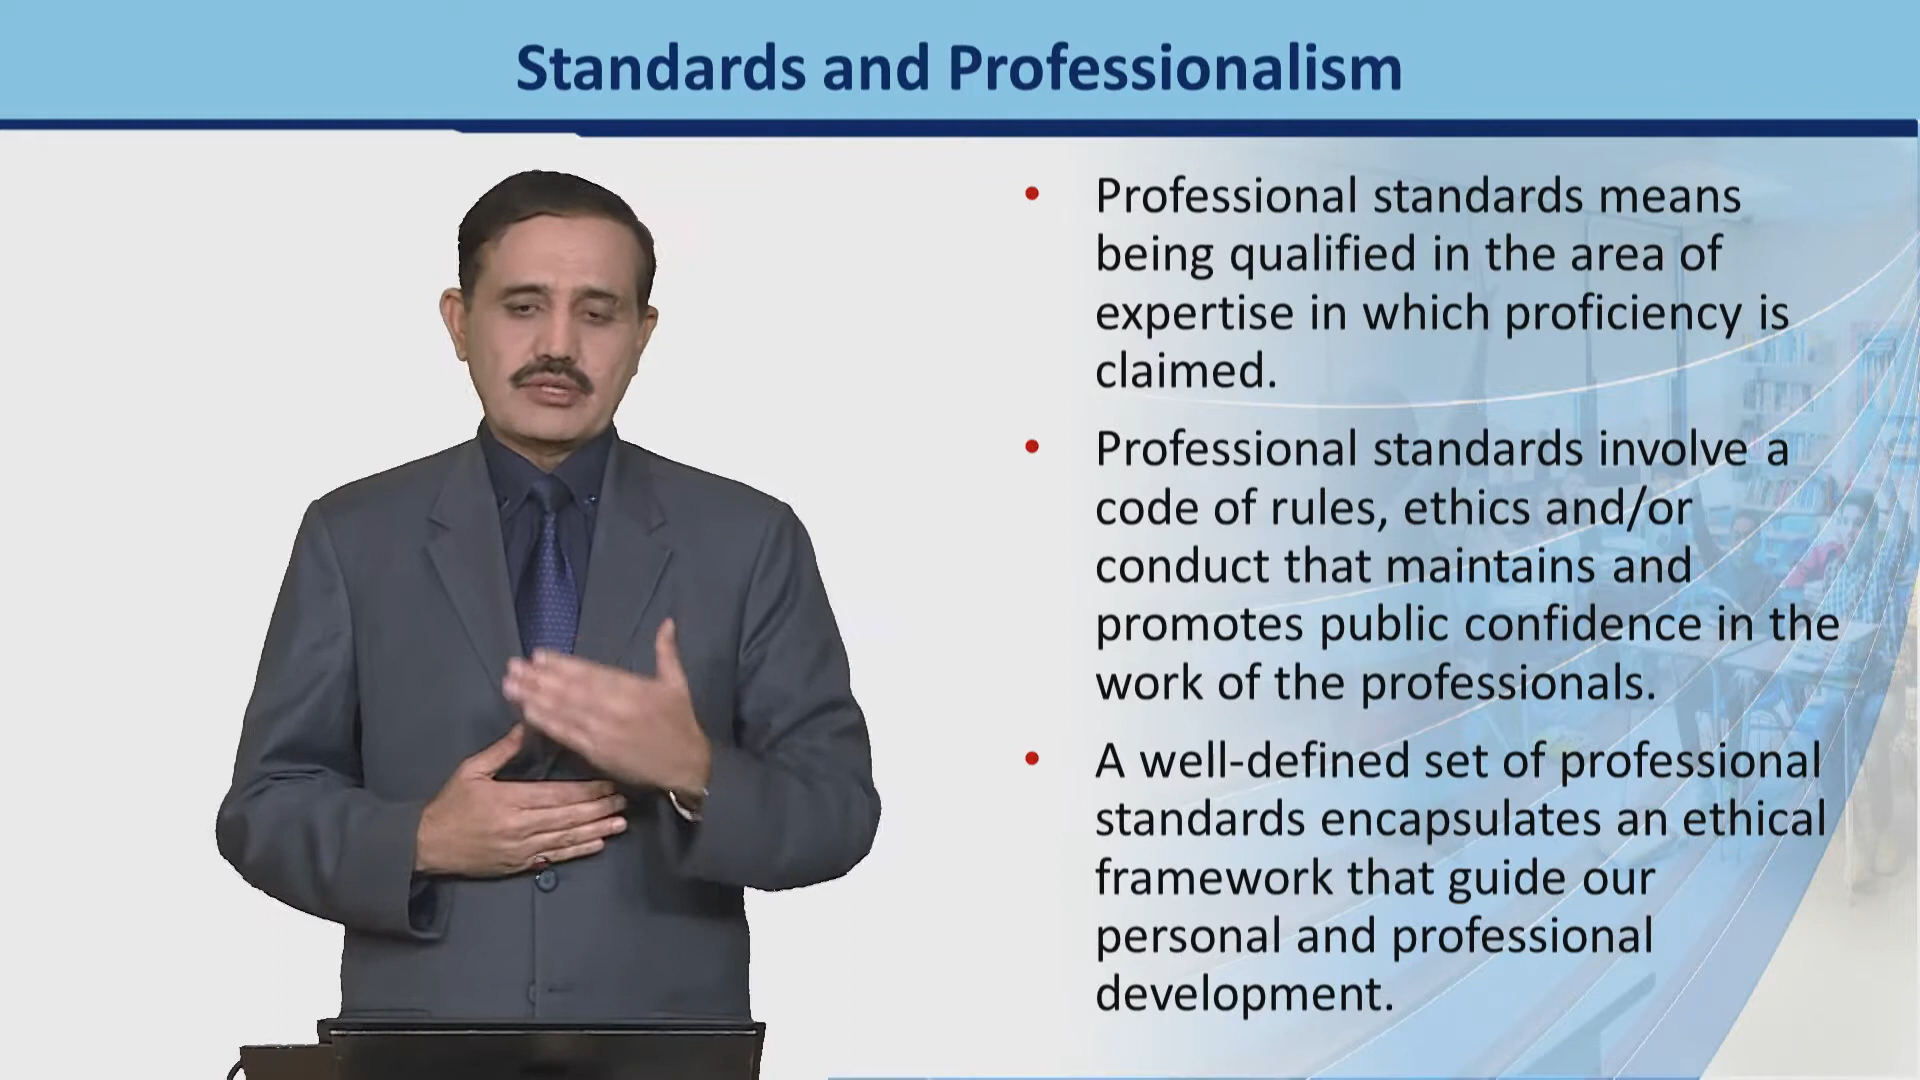 Standards and Professionalism
• Professional standards means
being qualified in the area of
expertise in which proficiency is
claimed.
• Professional standards involve a
code of rules, ethics and/or
conduct that maintains and
promotes public confidence in the
work of the professionals.
• A well-defined set of professional
standards encapsulates an ethical
framework that guide our
personal and professional
development.